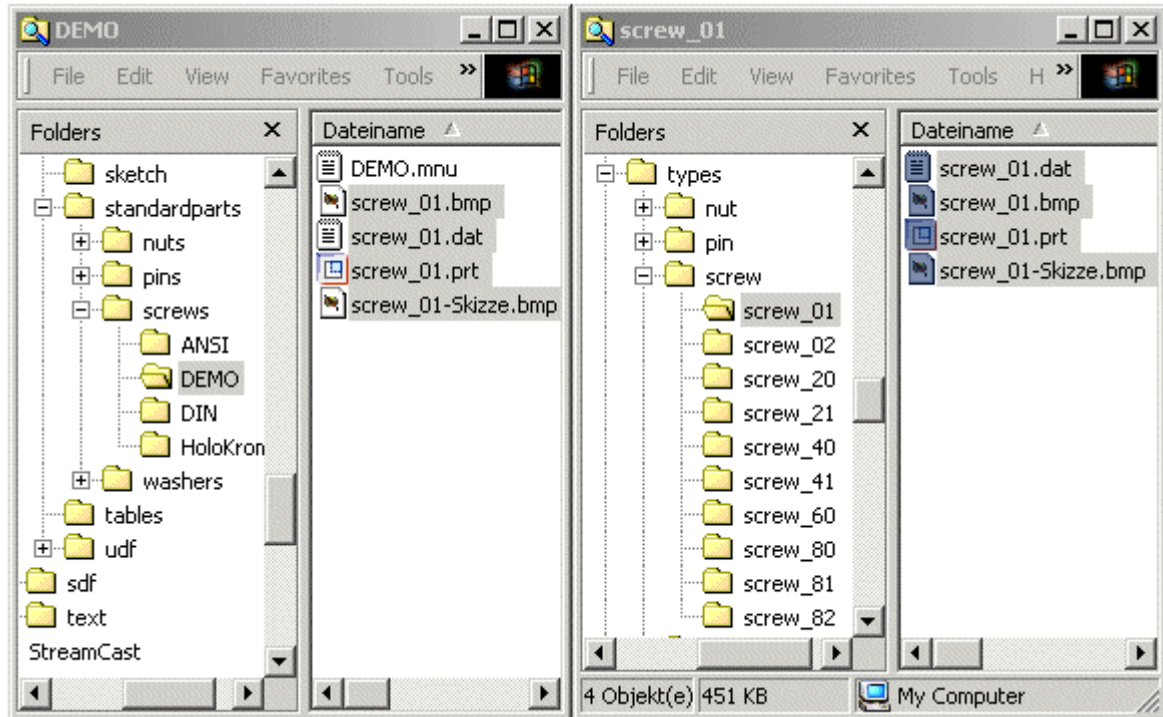 DEMO
File Edit View Favorites Tools »
Folders
sketch
standardparts
nuts
pins
screws
ANSI
DEMO
DIN
HoloKron
washers
tables
udf
sdf
text
StreamCast
Dateiname
DEMO.mnu
screw_01.bmp
screw_01.dat
screw_01.prt
screw_01-Skizze.bmp
screw_01
File Edit View Favorites Tools H »
Folders
types
nut
pin
screw
screw_01
screw_02
screw_20
screw_21
screw_40
screw_41
screw_60
screw_80
screw_81
screw_82
Dateiname
screw_01.dat
screw_01.bmp
screw_01.prt
screw_01-Skizze.bmp
4 Objekt(e) 451 KB My Computer